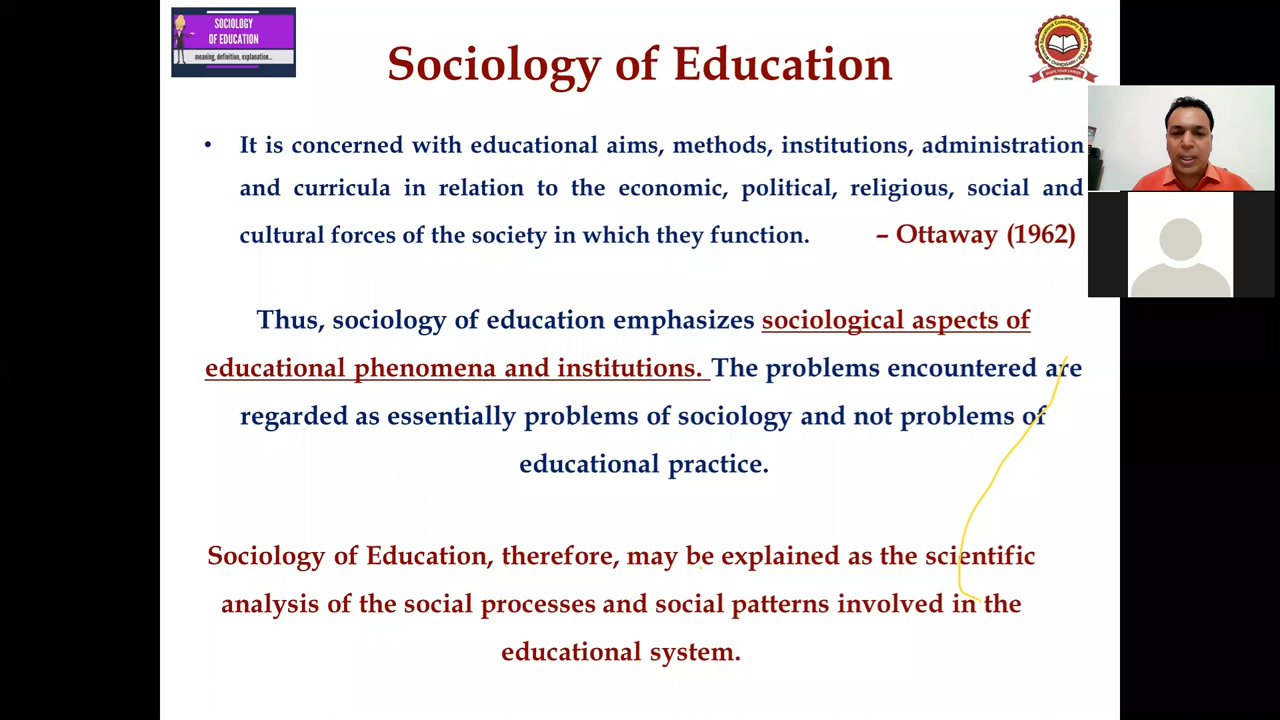 SOCIOLOGY
OF EDUCATION
meaning, definition, explanation...
Sociology of Education
• It is concerned with educational aims, methods, institutions, administration
and curricula in relation to the economic, political, religious, social and
cultural forces of the society in which they function. – Ottaway (1962)
Thus, sociology of education emphasizes sociological aspects of
educational phenomena and institutions. The problems encountered are
regarded as essentially problems of sociology and not problems of
educational practice.
Sociology of Education, therefore, may be explained as the scientific
analysis of the social processes and social patterns involved in the
educational system.